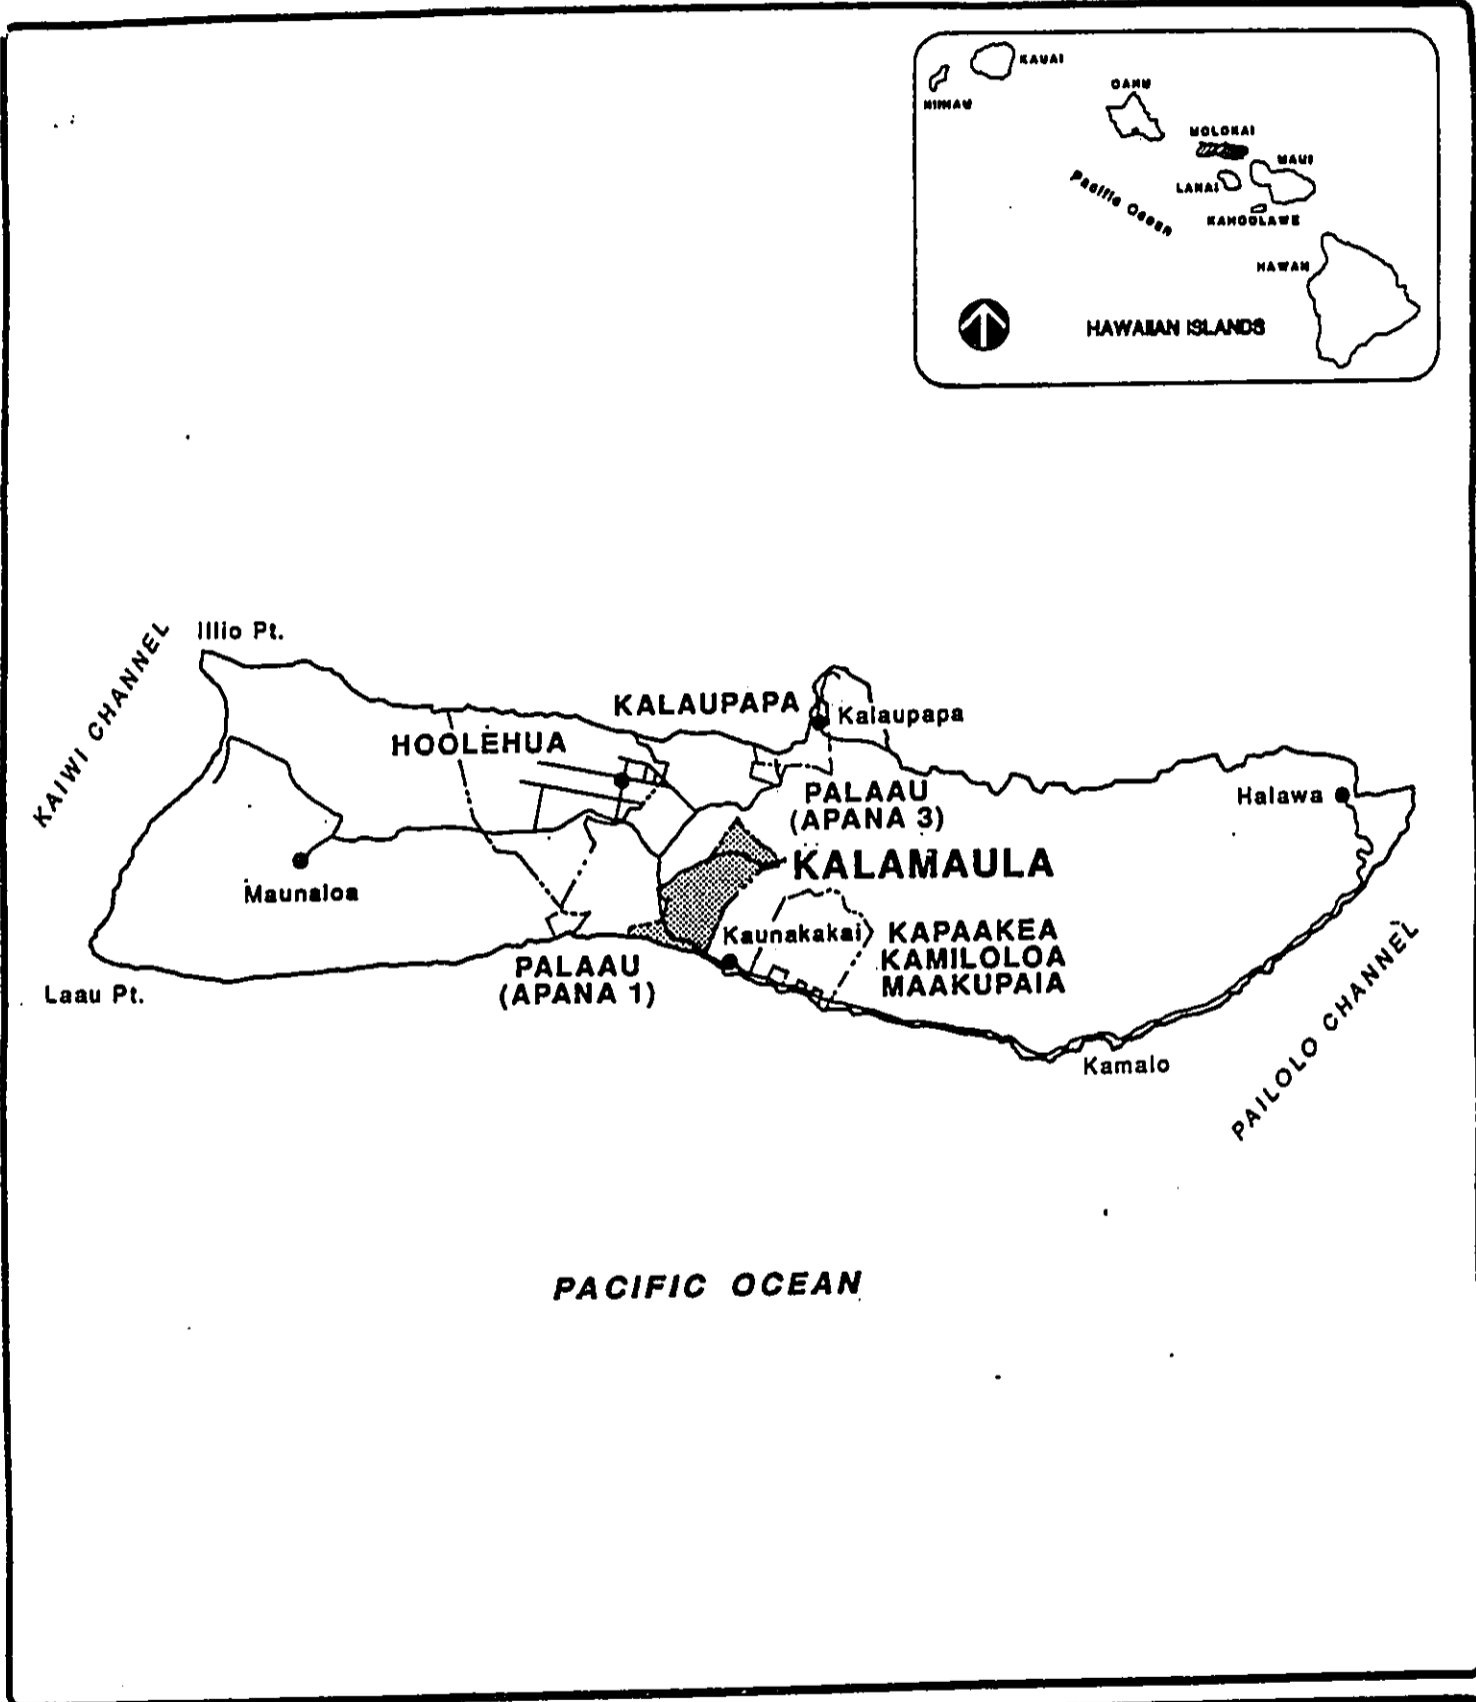 KAUAI
NIIHAU
OAHU
MOLOKAI
MAUI
LANAI
Pacific Ocean
KAHOOLAWE
HAWAII
HAWAIIAN ISLANDS
KAIWI CHANNEL
Illio Pt.
KALAUPAPA
Kalaupapa
HOOLEHUA
PALAAU
(APANA 3)
Halawa
KALAMAULA
Maunaloa
Kaunakakai
KAPAAKEA
KAMILOLOA
MAAKUPAIA
PALAAU
(APANA 1)
Laau Pt.
Kamalo
PAILOLO CHANNEL
PACIFIC OCEAN